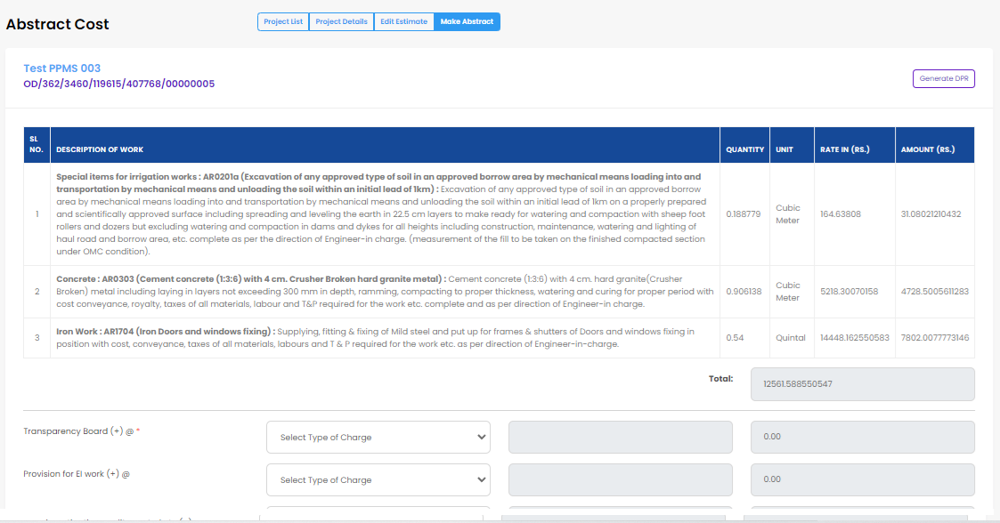 Abstract Cost
Project List
Project Details
Edit Estimate
Make Abstract
Test PPMS 003
OD/362/3460/119615/407768/00000005
Generate DPR
SL NO.
DESCRIPTION OF WORK
QUANTITY
UNIT
RATE IN (RS.)
AMOUNT (RS.)
1
Special items for irrigation works : AR0201a (Excavation of any approved type of soil in an approved borrow area by mechanical means loading into and
transportation by mechanical means and unloading the soil within an initial lead of 1km) : Excavation of any approved type of soil in an approved borrow
area by mechanical means loading into and transportation by mechanical means and unloading the soil within an initial lead of 1km on a properly prepared
and scientifically approved surface including spreading and leveling the earth in 22.5 cm layers to make ready for watering and compaction with sheep foot
rollers and dozers but excluding watering and compaction in dams and dykes for all heights including construction, maintenance, watering and lighting of
haul road and borrow area, etc. complete as per the direction of Engineer-in charge. (measurement of the fill to be taken on the finished compacted section
under OMC condition).
0.188779
Cubic
Meter
164.63808
31.08021210432
2
Concrete : AR0303 (Cement concrete (1:3:6) with 4 cm. Crusher Broken hard granite metal) : Cement concrete (1:3:6) with 4 cm. hard granite(Crusher
Broken) metal including laying in layers not exceeding 300 mm in depth, ramming, compacting to proper thickness, watering and curing for proper period with
cost conveyance, royalty, taxes of all materials, labour and T&P required for the work etc. complete and as per direction of Engineer-in charge.
0.906138
Cubic
Meter
5218.30070158
4728.5005611283
3
Iron Work : AR1704 (Iron Doors and windows fixing) : Supplying, fitting & fixing of Mild steel and put up for frames & shutters of Doors and windows fixing in
position with cost, conveyance, taxes of all materials, labours and T & P required for the work etc. as per direction of Engineer-in-charge.
0.54
Quintal
14448.162550583
7802.0077773146
Total:
12561.588550547
Transparency Board (+) @ *
Select Type of Charge
0.00
Provision for EI work (+) @
Select Type of Charge
0.00